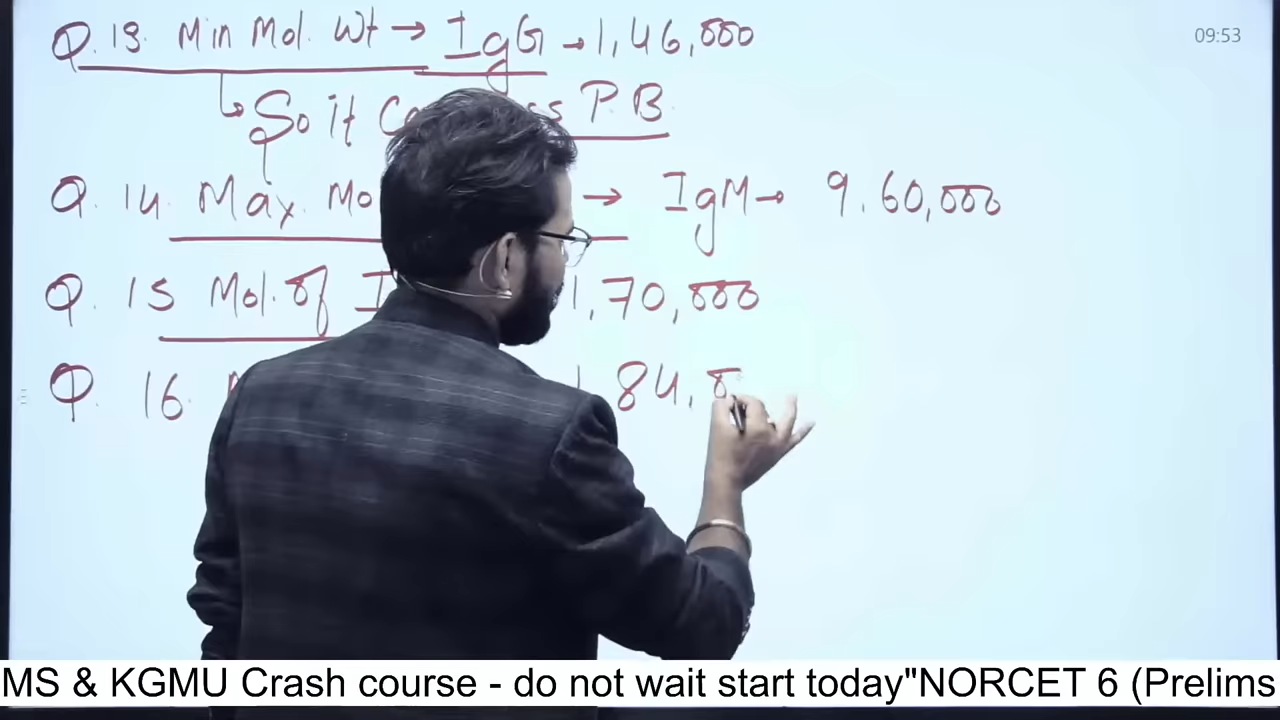 Q.13. Min Mol. Wt → IgG → 1,46,000
09:53
↳ So it P.B
Q. 14 Max. → IgM → 9.60,000
Q. 15 Mol. of 1,70,000
Q. 16 84,
MS & KGMU Crash course - do not wait start today"NORCET 6 (Prelims